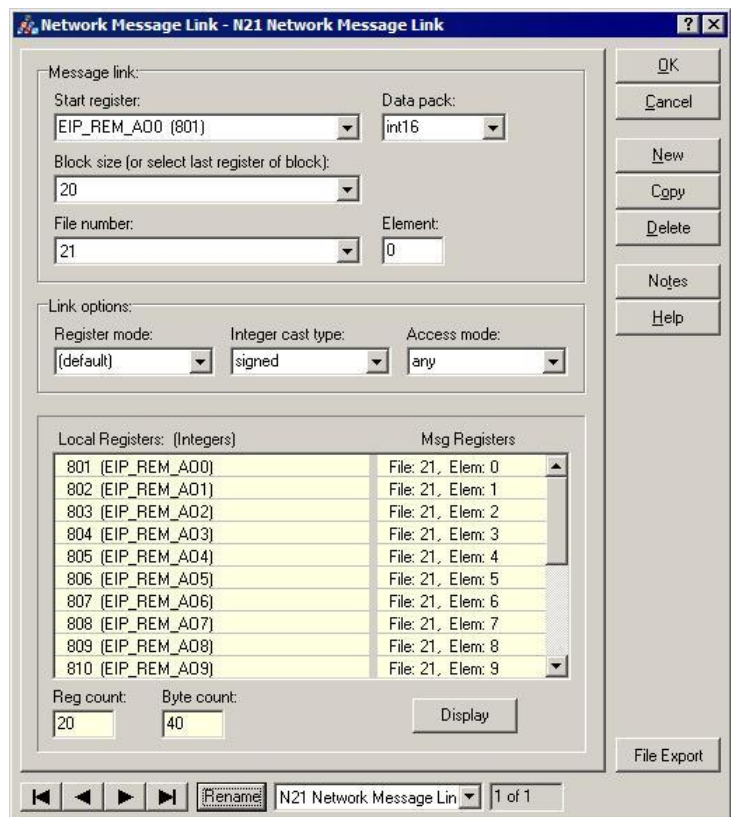 Network Message Link - N21 Network Message Link
Message link:
Start register:
Data pack:
EIP_REM_AO0 (801)
int16
Block size (or select last register of block):
20
File number:
Element:
21
0
Link options:
Register mode:
Integer cast type:
Access mode:
(default)
signed
any
Local Registers: (Integers)
Msg Registers
801 (EIP_REM_AO0) File: 21, Elem: 0
802 (EIP_REM_AO1) File: 21, Elem: 1
803 (EIP_REM_AO2) File: 21, Elem: 2
804 (EIP_REM_AO3) File: 21, Elem: 3
805 (EIP_REM_AO4) File: 21, Elem: 4
806 (EIP_REM_AO5) File: 21, Elem: 5
807 (EIP_REM_AO6) File: 21, Elem: 6
808 (EIP_REM_AO7) File: 21, Elem: 7
809 (EIP_REM_AO8) File: 21, Elem: 8
810 (EIP_REM_AO9) File: 21, Elem: 9
Reg count:
Byte count:
20
40
Display
OK
Cancel
New
Copy
Delete
Notes
Help
File Export
Rename
N21 Network Message Lin
1 of 1